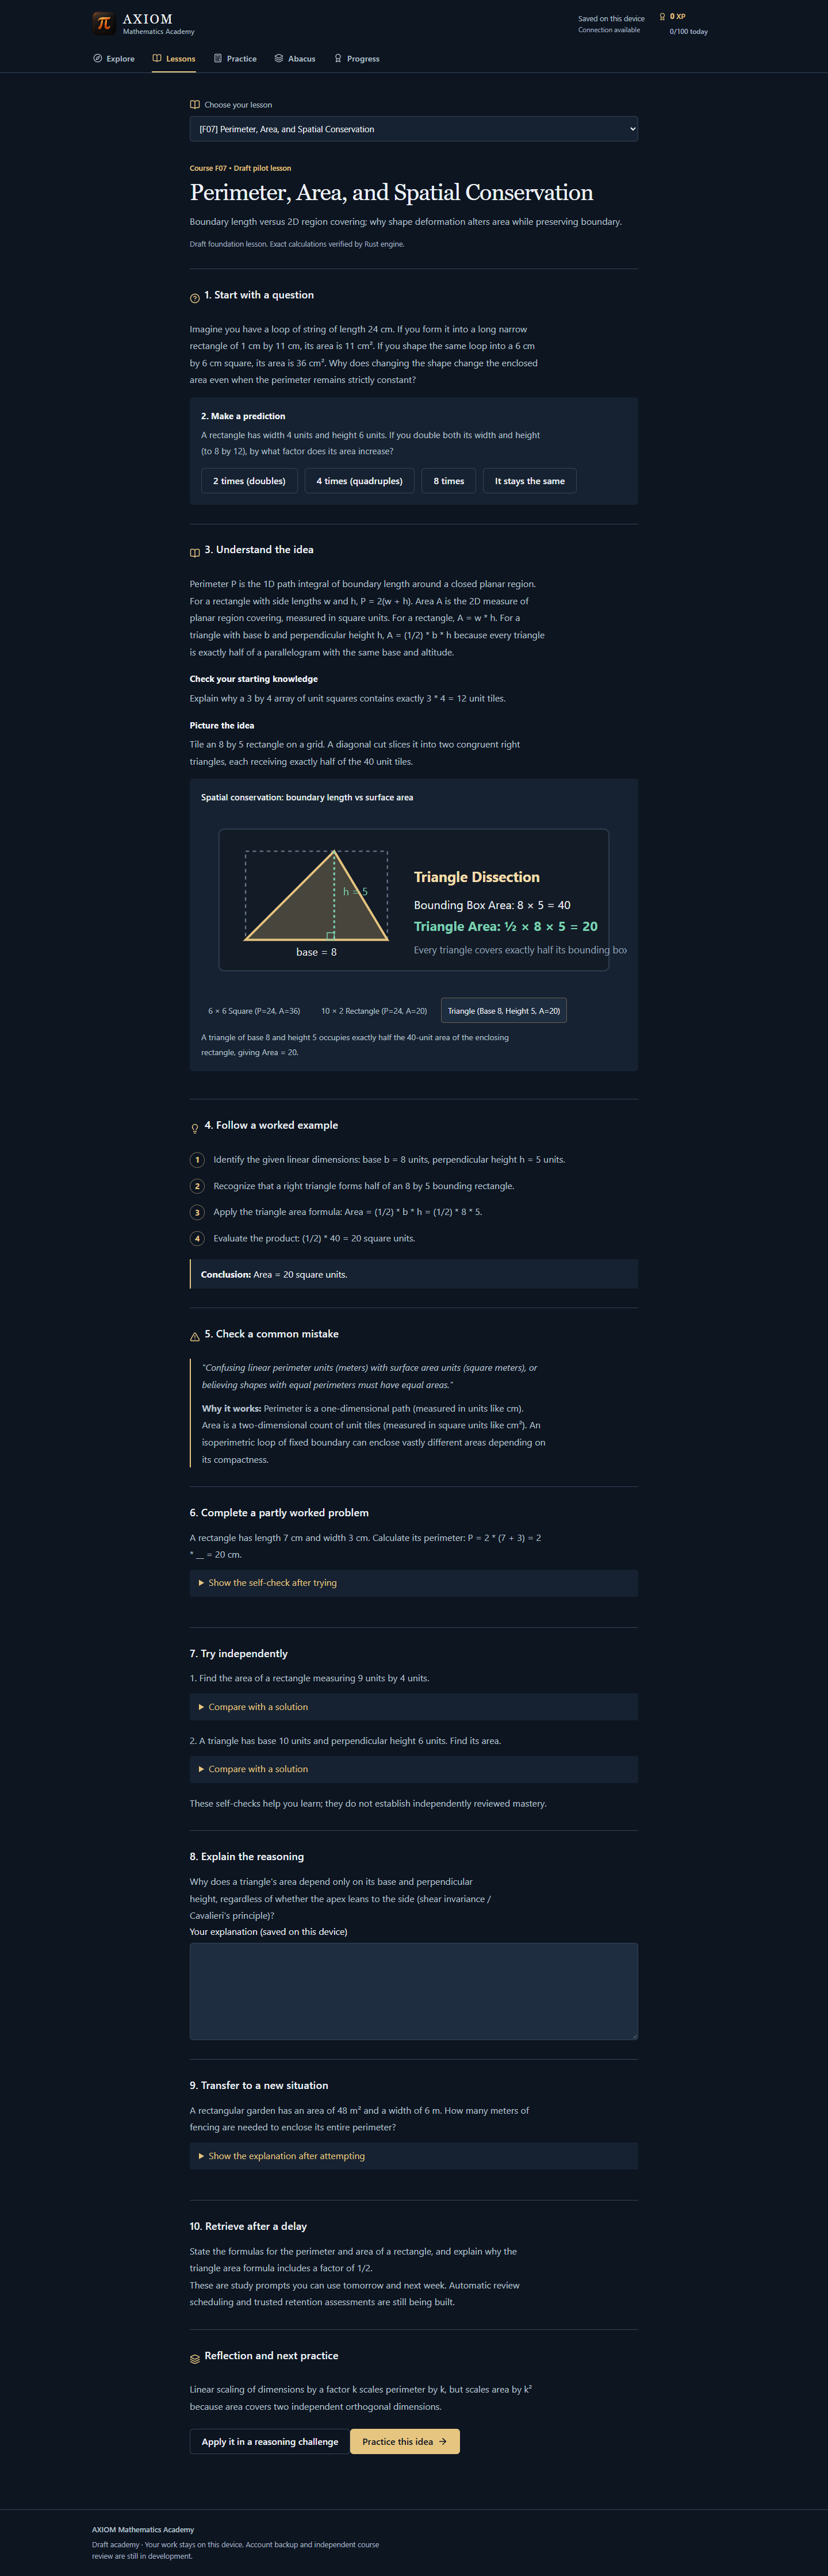 AXIOM
Mathematics Academy
Saved on this device
Connection available
0 XP
0/100 today
Explore
Lessons
Practice
Abacus
Progress
Choose your lesson
[F07] Perimeter, Area, and Spatial Conservation
Course F07 • Draft pilot lesson
Perimeter, Area, and Spatial Conservation
Boundary length versus 2D region covering; why shape deformation alters area while preserving boundary.
Draft foundation lesson. Exact calculations verified by Rust engine.
1. Start with a question
Imagine you have a loop of string of length 24 cm. If you form it into a long narrow
rectangle of 1 cm by 11 cm, its area is 11 cm². If you shape the same loop into a 6 cm
by 6 cm square, its area is 36 cm². Why does changing the shape change the enclosed
area even when the perimeter remains strictly constant?
2. Make a prediction
A rectangle has width 4 units and height 6 units. If you double both its width and height
(to 8 by 12), by what factor does its area increase?
2 times (doubles)
4 times (quadruples)
8 times
It stays the same
3. Understand the idea
Perimeter P is the 1D path integral of boundary length around a closed planar region.
For a rectangle with side lengths w and h, P = 2(w + h). Area A is the 2D measure of
planar region covering, measured in square units. For a rectangle, A = w * h. For a
triangle with base b and perpendicular height h, A = (1/2) * b * h because every triangle
is exactly half of a parallelogram with the same base and altitude.
Check your starting knowledge
Explain why a 3 by 4 array of unit squares contains exactly 3 * 4 = 12 unit tiles.
Picture the idea
Tile an 8 by 5 rectangle on a grid. A diagonal cut slices it into two congruent right
triangles, each receiving exactly half of the 40 unit tiles.
Spatial conservation: boundary length vs surface area
h = 5
base = 8
Triangle Dissection
Bounding Box Area: 8 × 5 = 40
Triangle Area: ½ × 8 × 5 = 20
Every triangle covers exactly half its bounding box
6 × 6 Square (P=24, A=36)
10 × 2 Rectangle (P=24, A=20)
Triangle (Base 8, Height 5, A=20)
A triangle of base 8 and height 5 occupies exactly half the 40-unit area of the enclosing
rectangle, giving Area = 20.
4. Follow a worked example
1 Identify the given linear dimensions: base b = 8 units, perpendicular height h = 5 units.
2 Recognize that a right triangle forms half of an 8 by 5 bounding rectangle.
3 Apply the triangle area formula: Area = (1/2) * b * h = (1/2) * 8 * 5.
4 Evaluate the product: (1/2) * 40 = 20 square units.
Conclusion: Area = 20 square units.
5. Check a common mistake
"Confusing linear perimeter units (meters) with surface area units (square meters), or
believing shapes with equal perimeters must have equal areas."
Why it works: Perimeter is a one-dimensional path (measured in units like cm).
Area is a two-dimensional count of unit tiles (measured in square units like cm²). An
isoperimetric loop of fixed boundary can enclose vastly different areas depending on
its compactness.
6. Complete a partly worked problem
A rectangle has length 7 cm and width 3 cm. Calculate its perimeter: P = 2 * (7 + 3) = 2
* __ = 20 cm.
Show the self-check after trying
7. Try independently
1. Find the area of a rectangle measuring 9 units by 4 units.
Compare with a solution
2. A triangle has base 10 units and perpendicular height 6 units. Find its area.
Compare with a solution
These self-checks help you learn; they do not establish independently reviewed mastery.
8. Explain the reasoning
Why does a triangle's area depend only on its base and perpendicular
height, regardless of whether the apex leans to the side (shear invariance /
Cavalieri's principle)?
Your explanation (saved on this device)
9. Transfer to a new situation
A rectangular garden has an area of 48 m² and a width of 6 m. How many meters of
fencing are needed to enclose its entire perimeter?
Show the explanation after attempting
10. Retrieve after a delay
State the formulas for the perimeter and area of a rectangle, and explain why the
triangle area formula includes a factor of 1/2.
These are study prompts you can use tomorrow and next week. Automatic review
scheduling and trusted retention assessments are still being built.
Reflection and next practice
Linear scaling of dimensions by a factor k scales perimeter by k, but scales area by k²
because area covers two independent orthogonal dimensions.
Apply it in a reasoning challenge
Practice this idea
AXIOM Mathematics Academy
Draft academy · Your work stays on this device. Account backup and independent course
review are still in development.